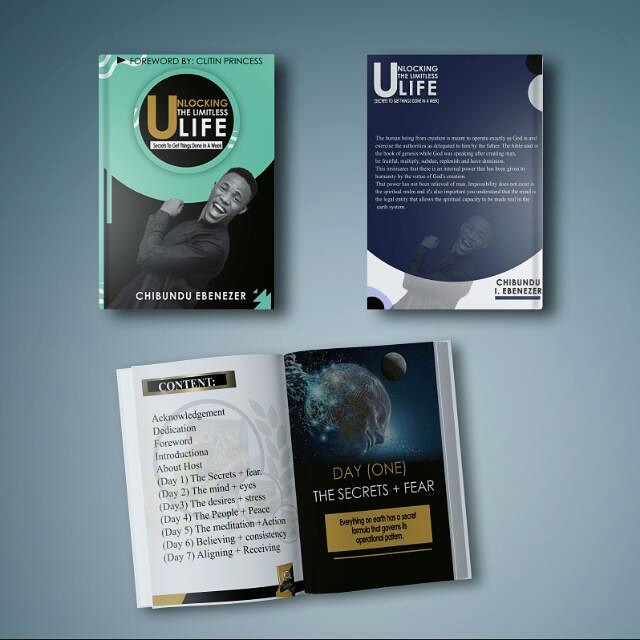 FOREWORD BY: CLITIN PRINCESS
UNLOCKING
THE LIMITLESS
LIFE
Secrets To Get Things Done In A Week
CHIBUNDU EBENEZER
UNLOCKING
THE LIMITLESS
LIFE
[SECRETS TO GET THINGS DONE IN A WEEK]
The human being from creation is meant to operate exactly as God is and
exercise the authorities as delegated to him by the father. The bible said in
the book of genesis while God was speaking after creating man,
be fruitful, multiply, subdue, replenish and have dominion.
This insinuates that there is an internal power that has been given to
humanity by the virtue of God's creation.
That power has not been relieved of man. Impossibility does not exist in
the spiritual realm and it's also important you understand that the mind is
the legal entity that allows the spiritual capacity to be made real in the
earth system.
CHIBUNDU
I. EBENEZER
CONTENT:
Acknowledgement
Dedication
Foreword
Introductiona
About Host
(Day 1) The Secrets + fear.
(Day 2) The mind + eyes
(Day3) The desires + stress
(Day 4) The People + Peace
(Day 5) The meditation +Action
(Day 6) Believing + consistency
(Day 7) Aligning + Receiving
DAY (ONE)
THE SECRETS + FEAR
Everything on earth has a secret
formula that governs its
operational pattern.